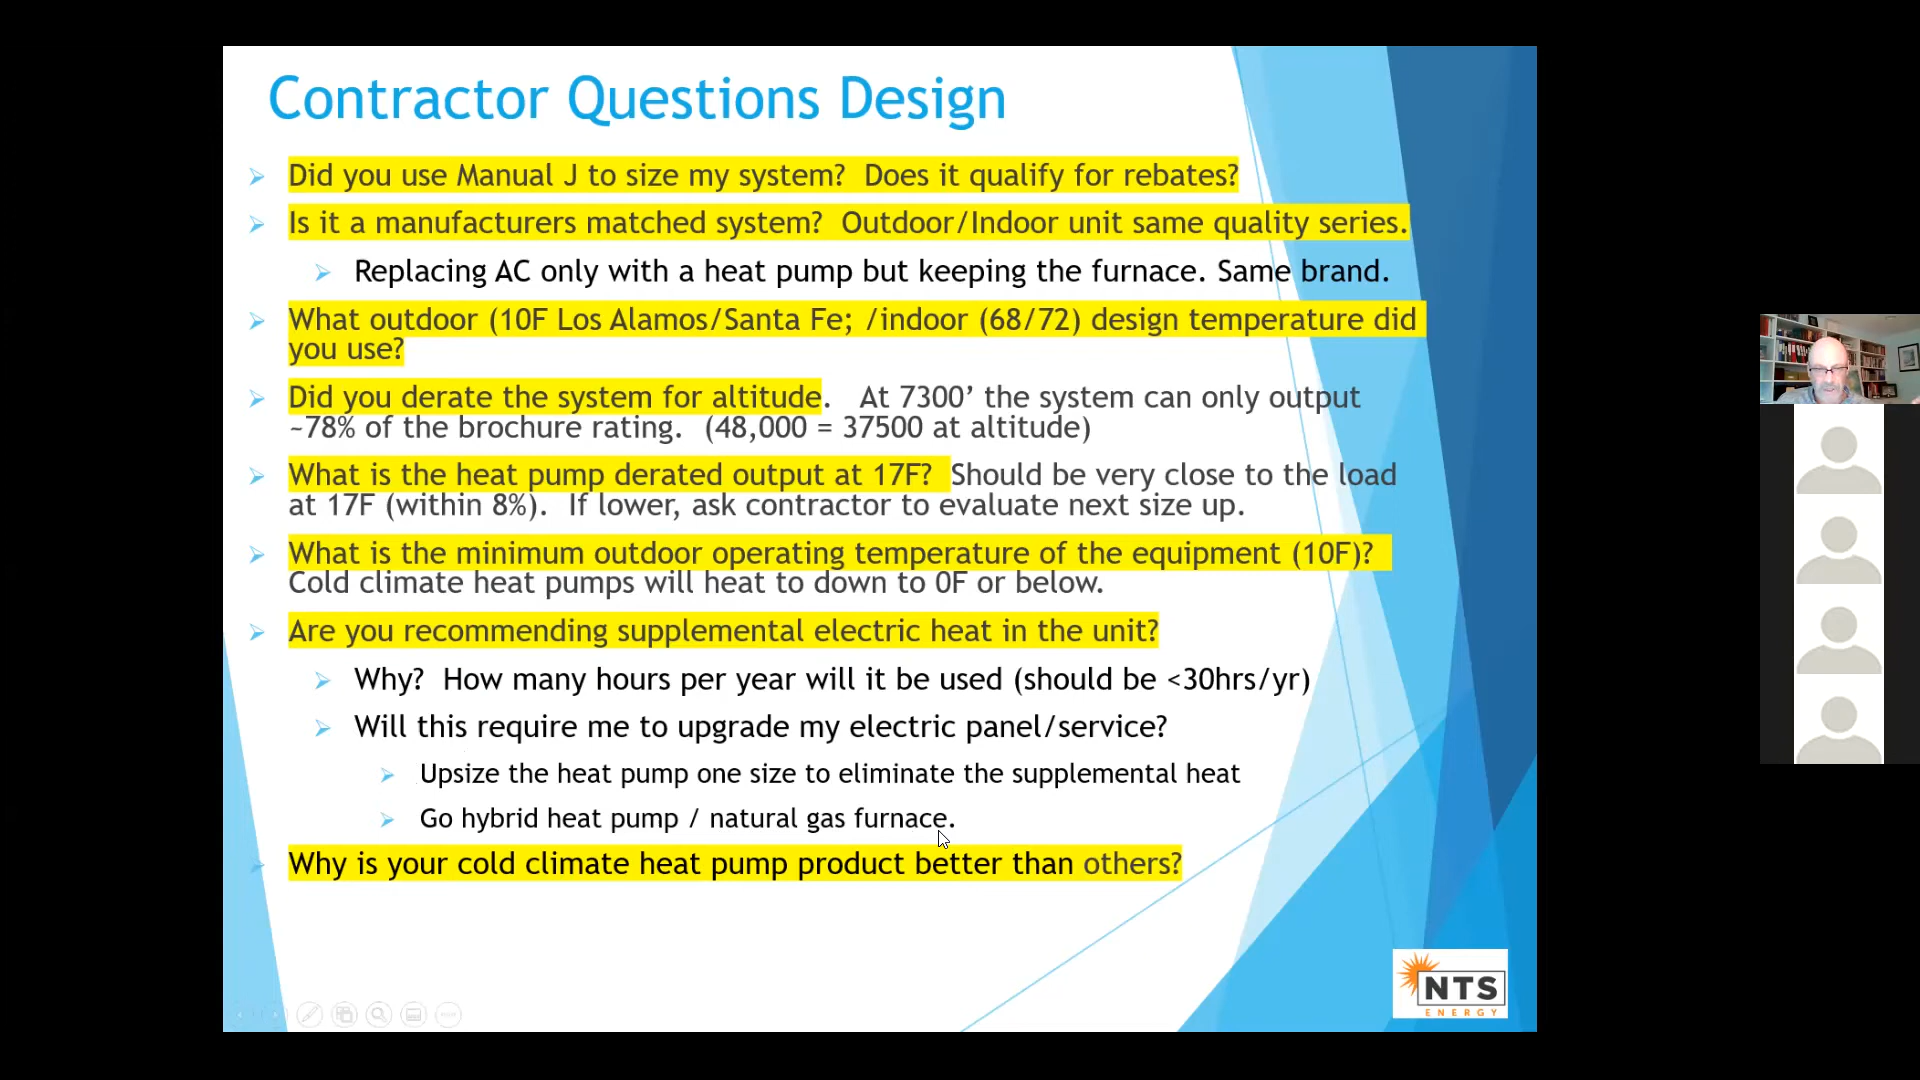 Contractor Questions Design
Did you use Manual J to size my system?  Does it qualify for rebates?
Is it a manufacturers matched system?  Outdoor/Indoor unit same quality series.
Replacing AC only with a heat pump but keeping the furnace. Same brand.
What outdoor (10F Los Alamos/Santa Fe; /indoor (68/72) design temperature did
you use?
Did you derate the system for altitude.   At 7300’ the system can only output
~78% of the brochure rating.  (48,000 = 37500 at altitude)
What is the heat pump derated output at 17F?  Should be very close to the load
at 17F (within 8%).  If lower, ask contractor to evaluate next size up.
What is the minimum outdoor operating temperature of the equipment (10F)?
Cold climate heat pumps will heat to down to 0F or below.
Are you recommending supplemental electric heat in the unit?
Why?  How many hours per year will it be used (should be <30hrs/yr)
Will this require me to upgrade my electric panel/service?
Upsize the heat pump one size to eliminate the supplemental heat
Go hybrid heat pump / natural gas furnace.
Why is your cold climate heat pump product better than others?
NTS
ENERGY